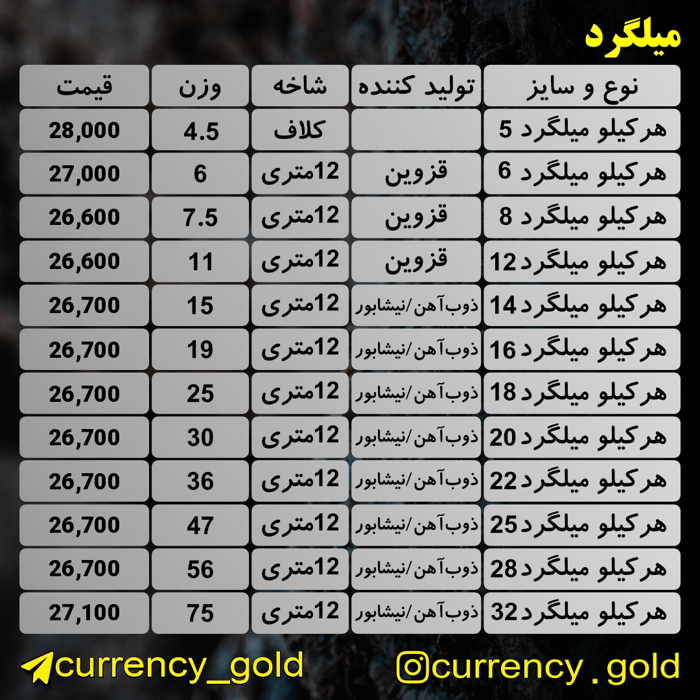 میلگرد
نوع و سایز تولید کننده شاخه وزن قیمت
هر کیلو میلگرد 5 کلاف 4.5 28,000
هر کیلو میلگرد 6 قزوین 12متری 6 27,000
هر کیلو میلگرد 8 قزوین 12متری 7.5 26,600
هر کیلو میلگرد 12 قزوین 12متری 11 26,600
هر کیلو میلگرد 14 ذوب‌آهن/نیشابور 12متری 15 26,700
هر کیلو میلگرد 16 ذوب‌آهن/نیشابور 12متری 19 26,700
هر کیلو میلگرد 18 ذوب‌آهن/نیشابور 12متری 25 26,700
هر کیلو میلگرد 20 ذوب‌آهن/نیشابور 12متری 30 26,700
هر کیلو میلگرد 22 ذوب‌آهن/نیشابور 12متری 36 26,700
هر کیلو میلگرد 25 ذوب‌آهن/نیشابور 12متری 47 26,700
هر کیلو میلگرد 28 ذوب‌آهن/نیشابور 12متری 56 26,700
هر کیلو میلگرد 32 ذوب‌آهن/نیشابور 12متری 75 27,100
currency_gold currency.gold